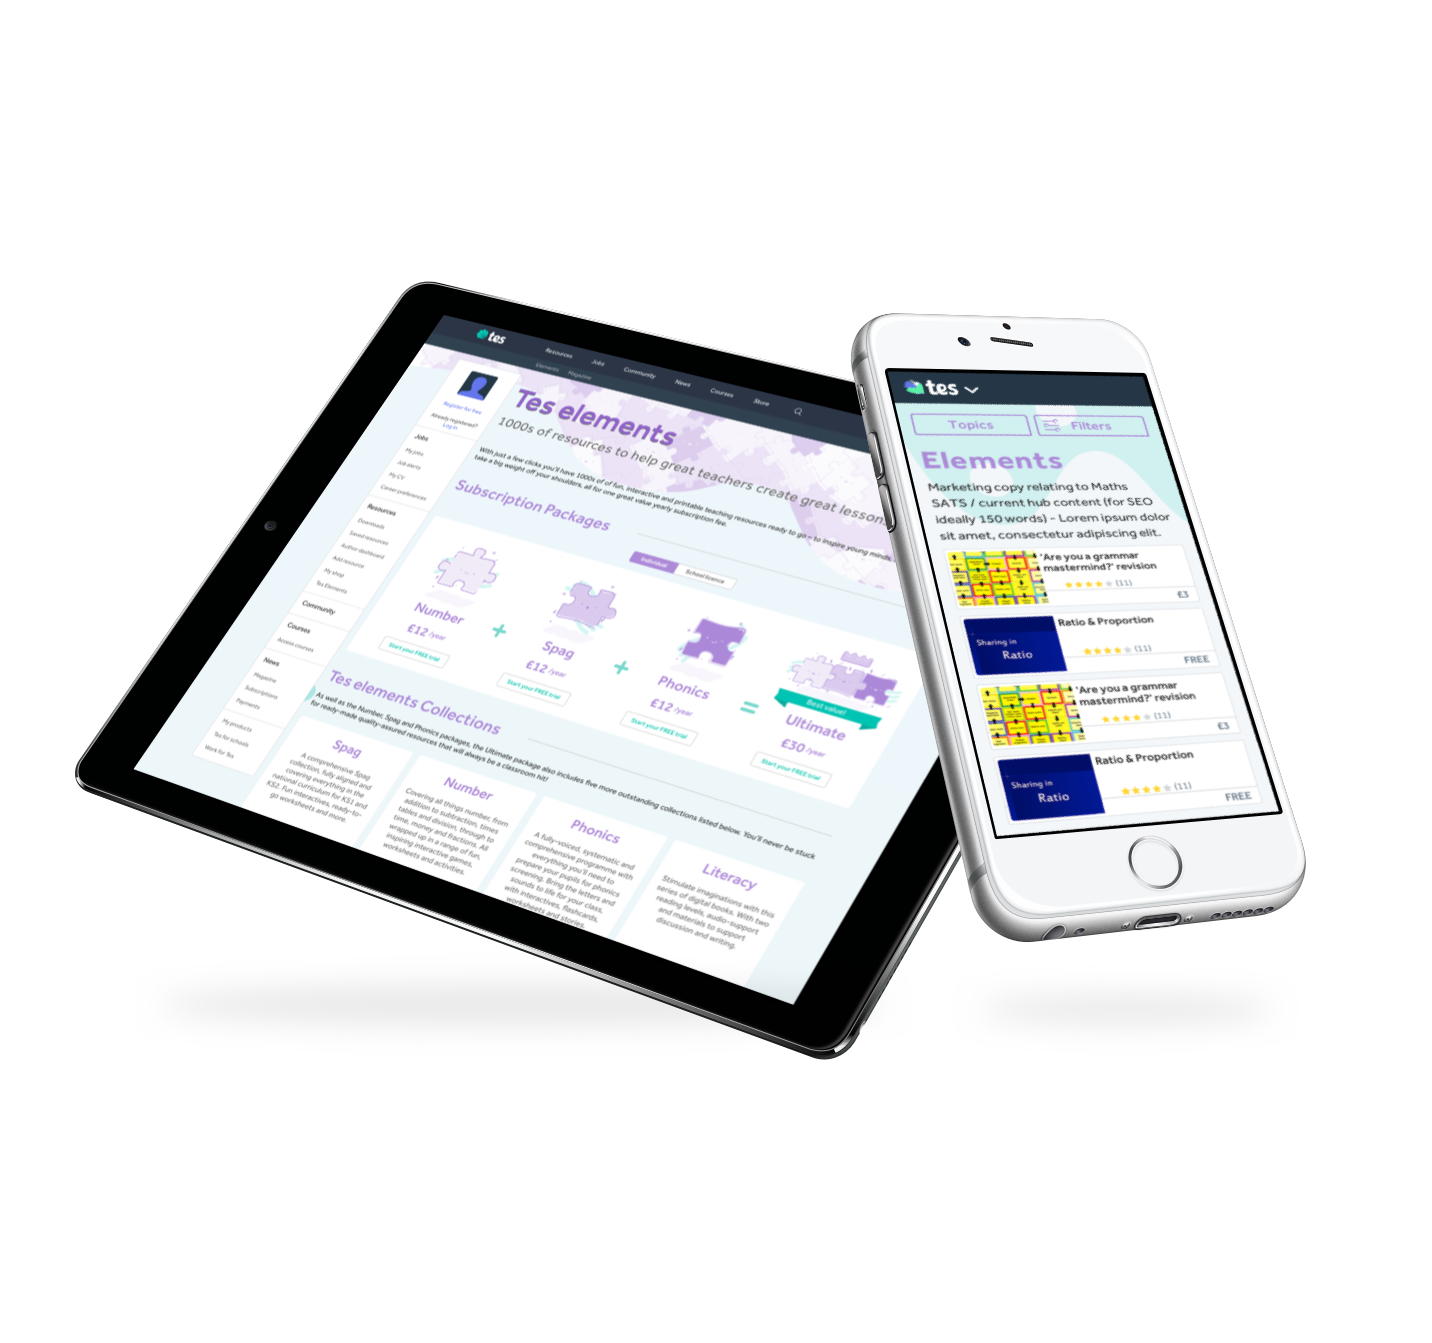 tes
Resources
Jobs
Community
News
Courses
Store
Elements
Magazine
Register for free
Already registered?
Log in
Jobs
My jobs
Job alerts
My CV
Career preferences
Resources
Downloads
Saved resources
Author dashboard
Add resource
My shop
Tes Elements
Community
Courses
Access courses
News
Magazine
Subscriptions
Payments
My products
Tes for schools
Work for Tes
Tes elements
1000s of resources to help great teachers create great lessons
With just a few clicks you'll have 1000s of of fun, interactive and printable teaching resources ready to go – to inspire young minds,
take a big weight off your shoulders, all for one great value yearly subscription fee.
Subscription Packages
Individual
School licence
Number
£12 /year
Start your FREE trial
+
Spag
£12 /year
Start your FREE trial
+
Phonics
£12 /year
Start your FREE trial
=
Best value!
Ultimate
£30 /year
Start your FREE trial
Tes elements Collections
As well as the Number, Spag and Phonics packages, the Ultimate package also includes five more outstanding collections listed below. You'll never be stuck
for ready-made quality-assured resources that will always be a classroom hit!
Spag
A comprehensive Spag
collection, fully aligned and
covering everything in the
national curriculum for KS1 and
KS2. Fun interactives, ready-to-
go worksheets and more.
Number
Covering all things number, from
addition to subtraction, times
tables and division, through to
time, money and fractions. All
wrapped up in a range of fun,
inspiring interactive games,
worksheets and activities.
Phonics
A fully-voiced, systematic and
comprehensive programme with
everything you'll need to
prepare your pupils for phonics
screening. Bring the letters and
sounds to life for your class,
with interactives, flashcards,
worksheets and stories.
Literacy
Stimulate imaginations with this
series of digital books. With two
reading levels, audio-support
and materials to support
discussion and writing.
tes
Topics
Filters
Elements
Marketing copy relating to Maths
SATS / current hub content (for SEO
ideally 150 words) - Lorem ipsum dolor
sit amet, consectetur adipiscing elit.
'Are you a grammar
mastermind?' revision
(11)
£3
Sharing in
Ratio
Ratio & Proportion
(11)
FREE
'Are you a grammar
mastermind?' revision
(11)
£3
Sharing in
Ratio
Ratio & Proportion
(11)
FREE